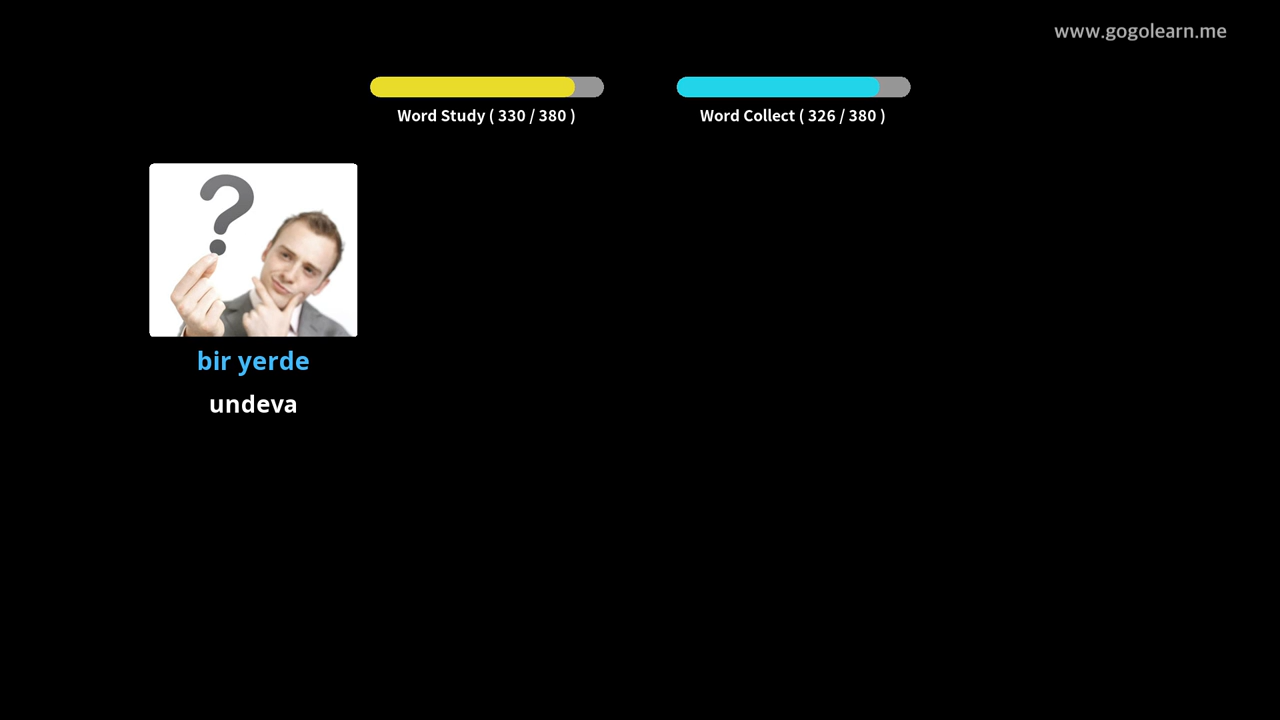 www.gogolearn.me
Word Study ( 330 / 380 )
Word Collect ( 326 / 380 )
bir yerde
undeva